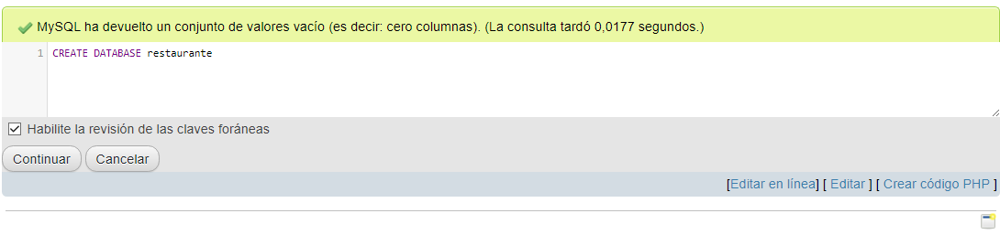 MySQL ha devuelto un conjunto de valores vacío (es decir: cero columnas). (La consulta tardó 0,0177 segundos.)
1 CREATE DATABASE restaurante
Habilite la revisión de las claves foráneas
Continuar Cancelar
[Editar en línea] [ Editar ] [ Crear código PHP ]